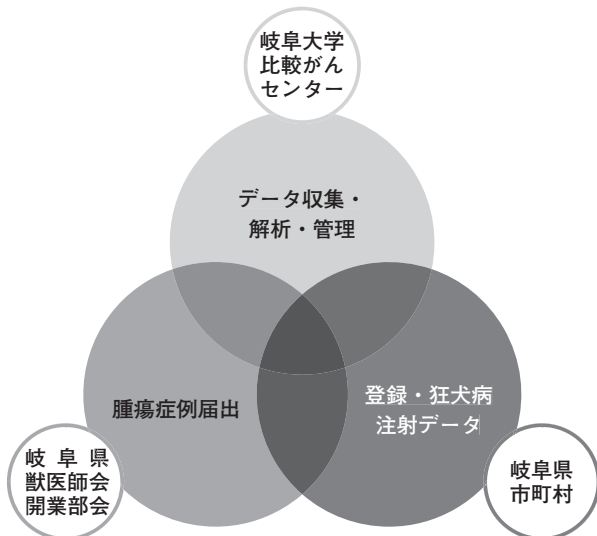 岐阜大学
比較がん
センター
データ収集・
解析・管理
腫瘍症例届出
登録・狂犬病
注射データ
岐阜県
獣医師会
開業部会
岐阜県
市町村